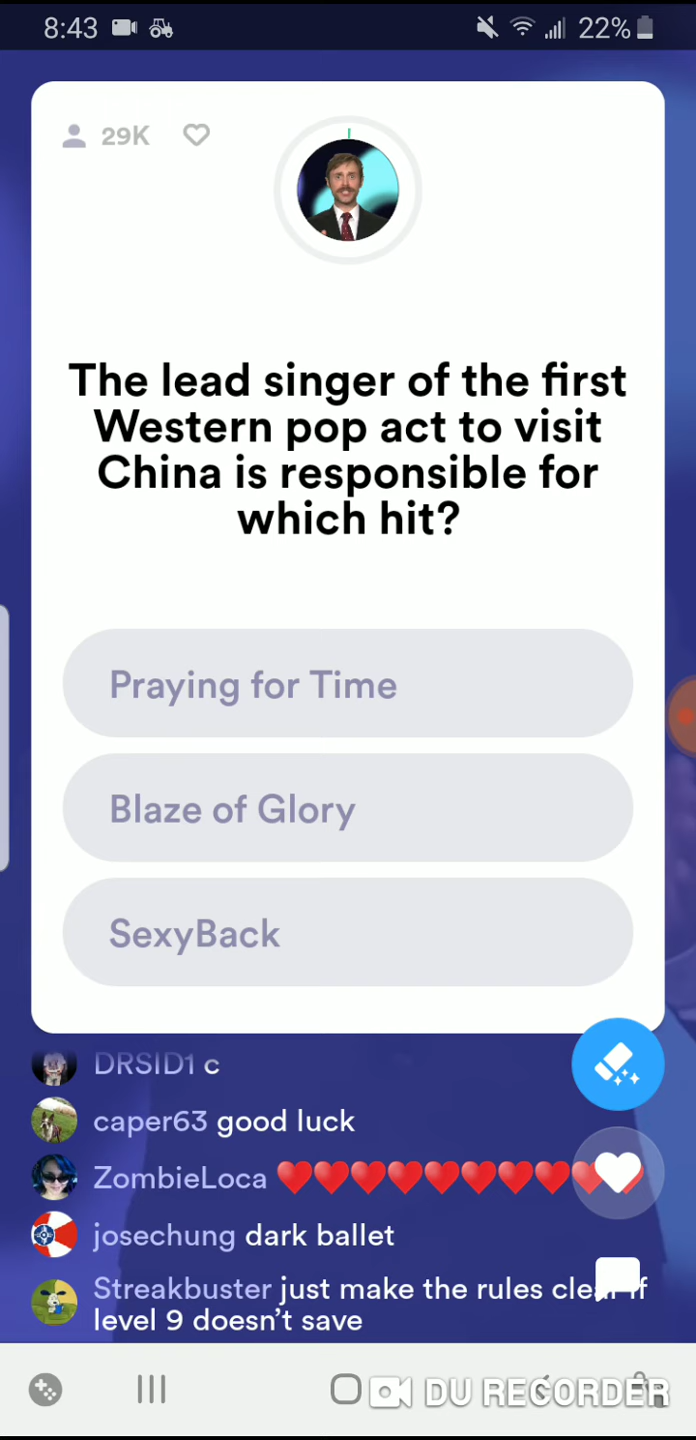 8:43 22%
29K
The lead singer of the first
Western pop act to visit
China is responsible for
which hit?
Praying for Time
Blaze of Glory
SexyBack
DRSID1 c
caper63 good luck
ZombieLoca
josechung dark ballet
Streakbuster just make the rules clear if
level 9 doesn't save
DU RECORDER